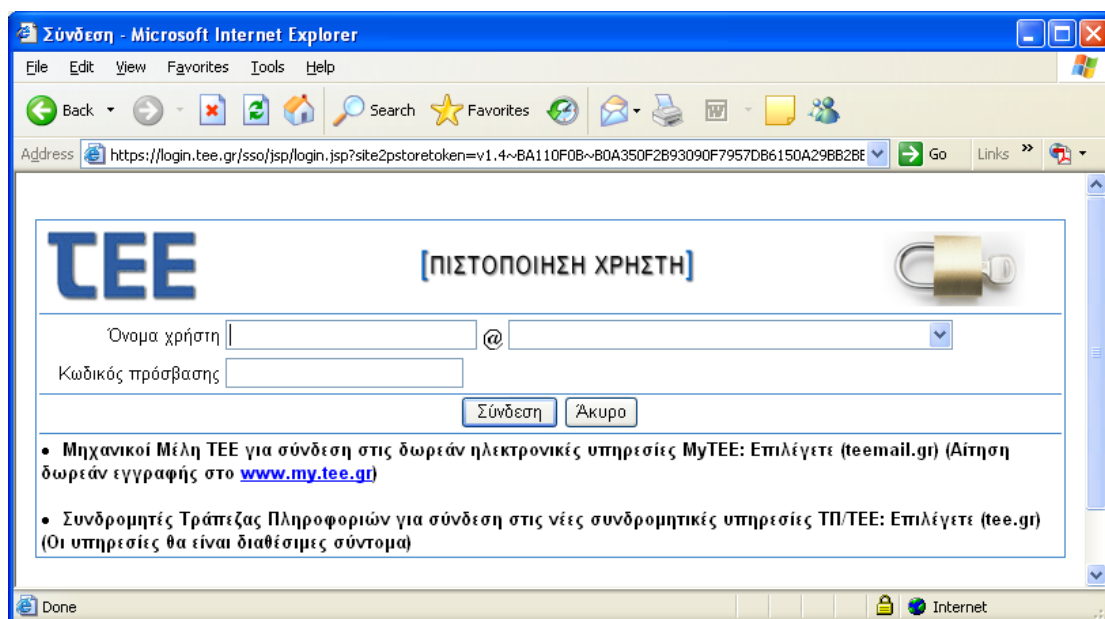 Σύνδεση - Microsoft Internet Explorer
File Edit View Favorites Tools Help
Back Search Favorites
Address https://login.tee.gr/sso/jsp/login.jsp?site2pstoretoken=v1.4~BA110F0B~B0A350F2B93090F7957DB6150A29BB2BE Go Links »
TEE [ΠΙΣΤΟΠΟΙΗΣΗ ΧΡΗΣΤΗ]
Όνομα χρήστη @
Κωδικός πρόσβασης
Σύνδεση Άκυρο
• Μηχανικοί Μέλη ΤΕΕ για σύνδεση στις δωρεάν ηλεκτρονικές υπηρεσίες MyTEE: Επιλέγετε (teemail.gr) (Αίτηση
δωρεάν εγγραφής στο www.my.tee.gr)
• Συνδρομητές Τράπεζας Πληροφοριών για σύνδεση στις νέες συνδρομητικές υπηρεσίες ΤΠ/ΤΕΕ: Επιλέγετε (tee.gr)
(Οι υπηρεσίες θα είναι διαθέσιμες σύντομα)
Done Internet